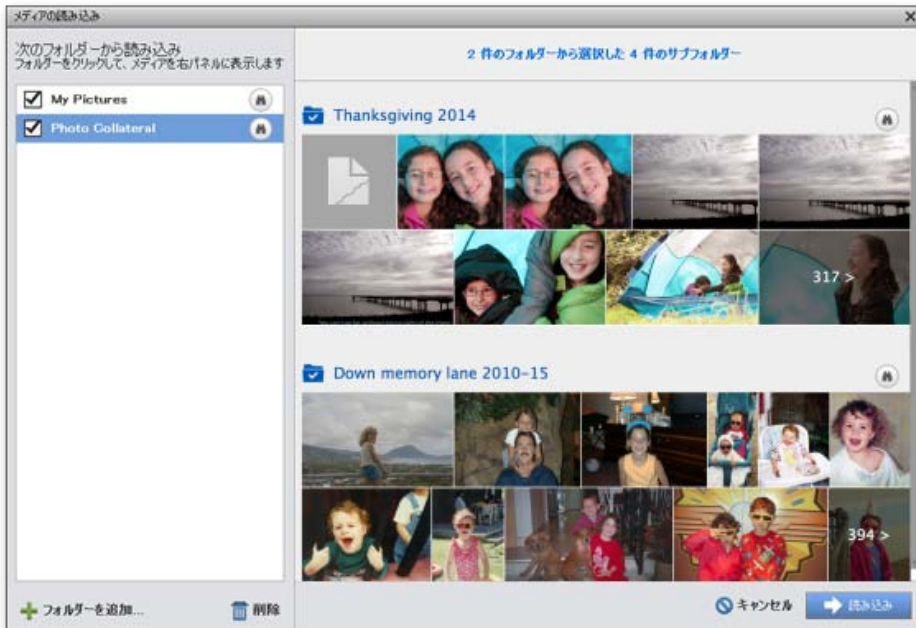 メディアの読み込み
次のフォルダーから読み込み
フォルダーをクリックして、メディアを右パネルに表示します
My Pictures
Photo Collateral
フォルダーを追加...
削除
2 件のフォルダーから選択した 4 件のサブフォルダー
Thanksgiving 2014
317 >
Down memory lane 2010-15
394 >
キャンセル
読み込み